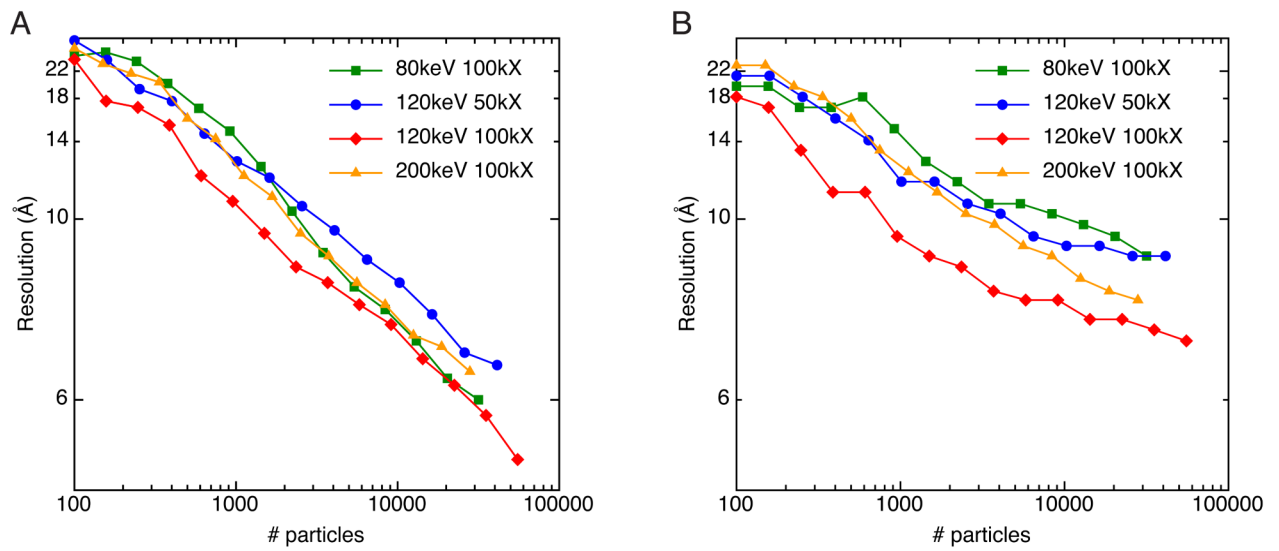 A
Resolution (Å)
22
18
14
10
6
80keV 100kX
120keV 50kX
120keV 100kX
200keV 100kX
100
1000
10000
100000
# particles
B
Resolution (Å)
22
18
14
10
6
80keV 100kX
120keV 50kX
120keV 100kX
200keV 100kX
100
1000
10000
100000
# particles